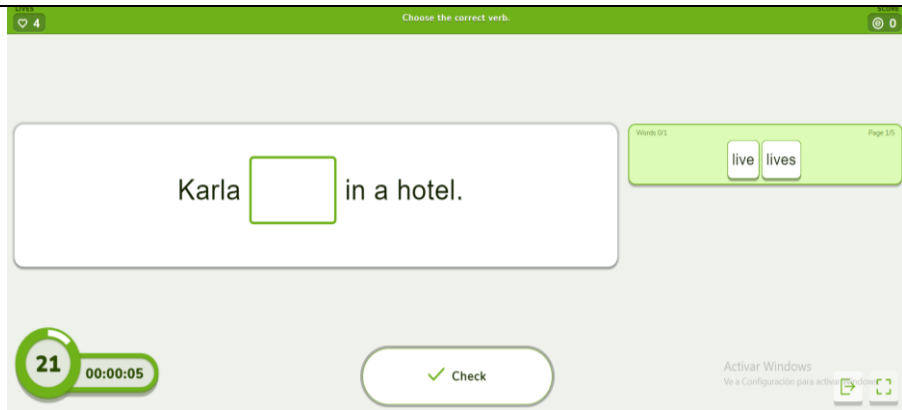 LIVES
4
Choose the correct verb.
SCORE
0
Karla in a hotel.
Words 0/1
Page 1/5
live lives
21
00:00:05
Check
Activar Windows
Ve a Configuración para activar Windows.